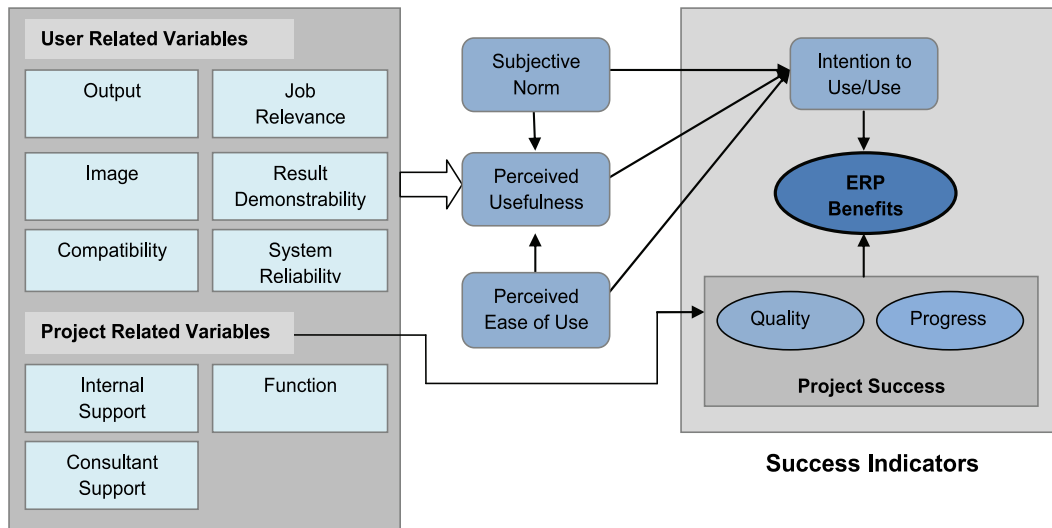 User Related Variables
Output
Job
Relevance
Image
Result
Demonstrability
Compatibility
System
Reliability
Project Related Variables
Internal
Support
Function
Consultant
Support
Subjective
Norm
Perceived
Usefulness
Perceived
Ease of Use
Intention to
Use/Use
ERP
Benefits
Quality
Progress
Project Success
Success Indicators